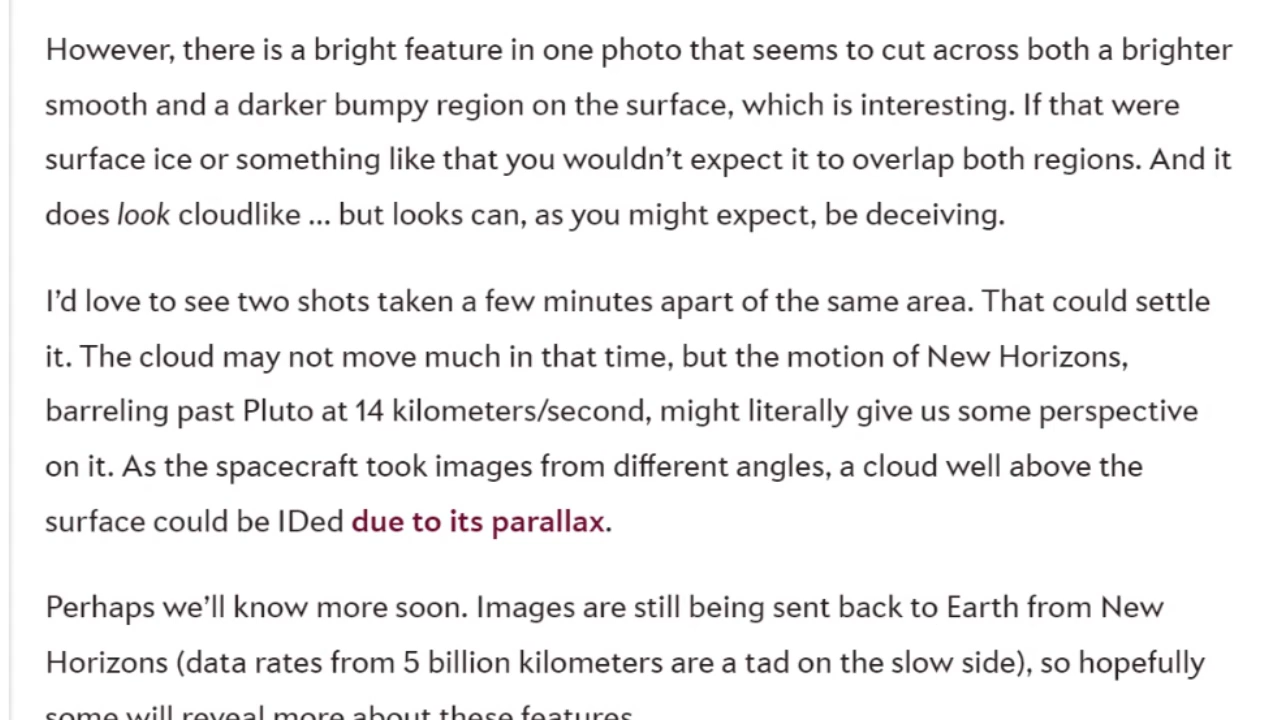 However, there is a bright feature in one photo that seems to cut across both a brighter
smooth and a darker bumpy region on the surface, which is interesting. If that were
surface ice or something like that you wouldn’t expect it to overlap both regions. And it
does look cloudlike ... but looks can, as you might expect, be deceiving.
I’d love to see two shots taken a few minutes apart of the same area. That could settle
it. The cloud may not move much in that time, but the motion of New Horizons,
barreling past Pluto at 14 kilometers/second, might literally give us some perspective
on it. As the spacecraft took images from different angles, a cloud well above the
surface could be IDed due to its parallax.
Perhaps we’ll know more soon. Images are still being sent back to Earth from New
Horizons (data rates from 5 billion kilometers are a tad on the slow side), so hopefully
some will reveal more about these features.